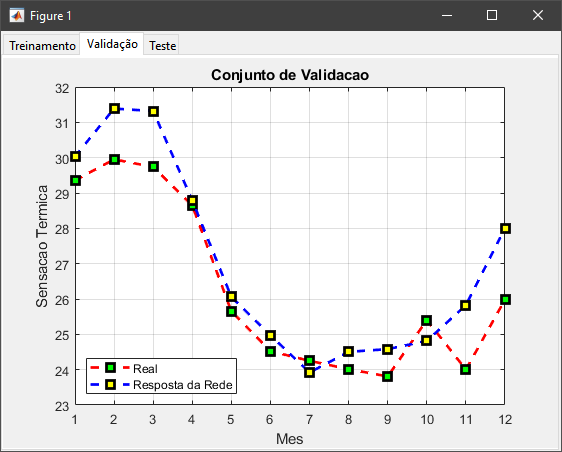 Figure 1
Treinamento Validação Teste
Conjunto de Validacao
32
31
30
29
28
27
26
25
24
23
Sensacao Termica
Real
Resposta da Rede
1 2 3 4 5 6 7 8 9 10 11 12
Mes